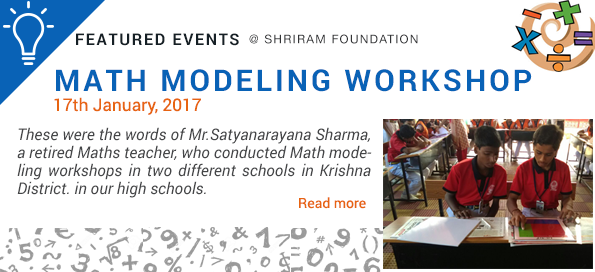 FEATURED EVENTS @ SHRIRAM FOUNDATION
MATH MODELING WORKSHOP
17th January, 2017
These were the words of Mr.Satyanarayana Sharma,
a retired Maths teacher, who conducted Math mode-
ling workshops in two different schools in Krishna
District. in our high schools.
Read more